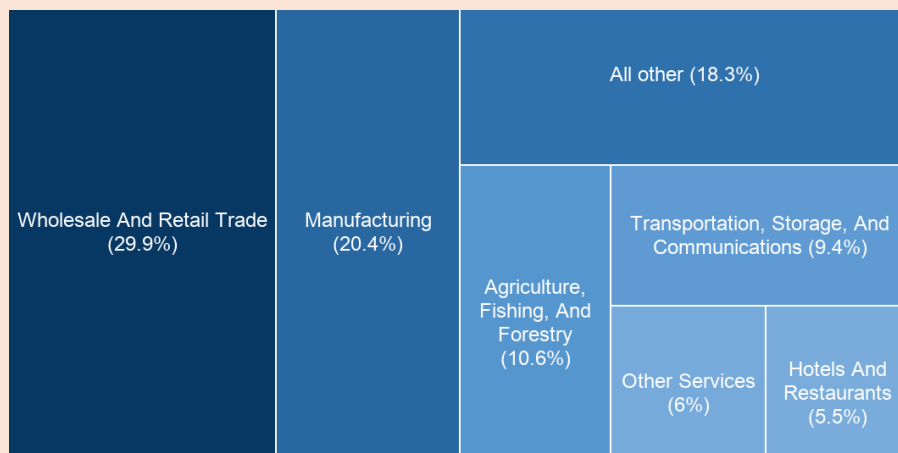 Wholesale And Retail Trade
(29.9%)
Manufacturing
(20.4%)
All other (18.3%)
Agriculture,
Fishing, And
Forestry
(10.6%)
Transportation, Storage, And
Communications (9.4%)
Other Services
(6%)
Hotels And
Restaurants
(5.5%)